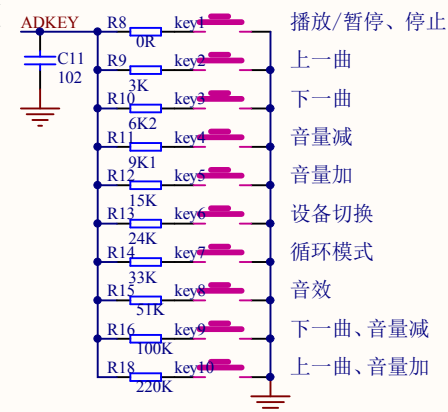 ADKEY
C11
102
R8 0R key1 播放/暂停、停止
R9 3K key2 上一曲
R10 6K2 key3 下一曲
R11 9K1 key4 音量减
R12 15K key5 音量加
R13 24K key6 设备切换
R14 33K key7 循环模式
R15 51K key8 音效
R16 100K key9 下一曲、音量减
R18 220K key10 上一曲、音量加